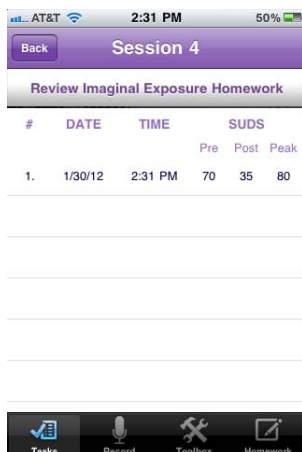 AT&T 2:31 PM 50%
Back Session 4
Review Imaginal Exposure Homework
# DATE TIME SUDS
Pre Post Peak
1. 1/30/12 2:31 PM 70 35 80
Tasks Record Toolbox Homework